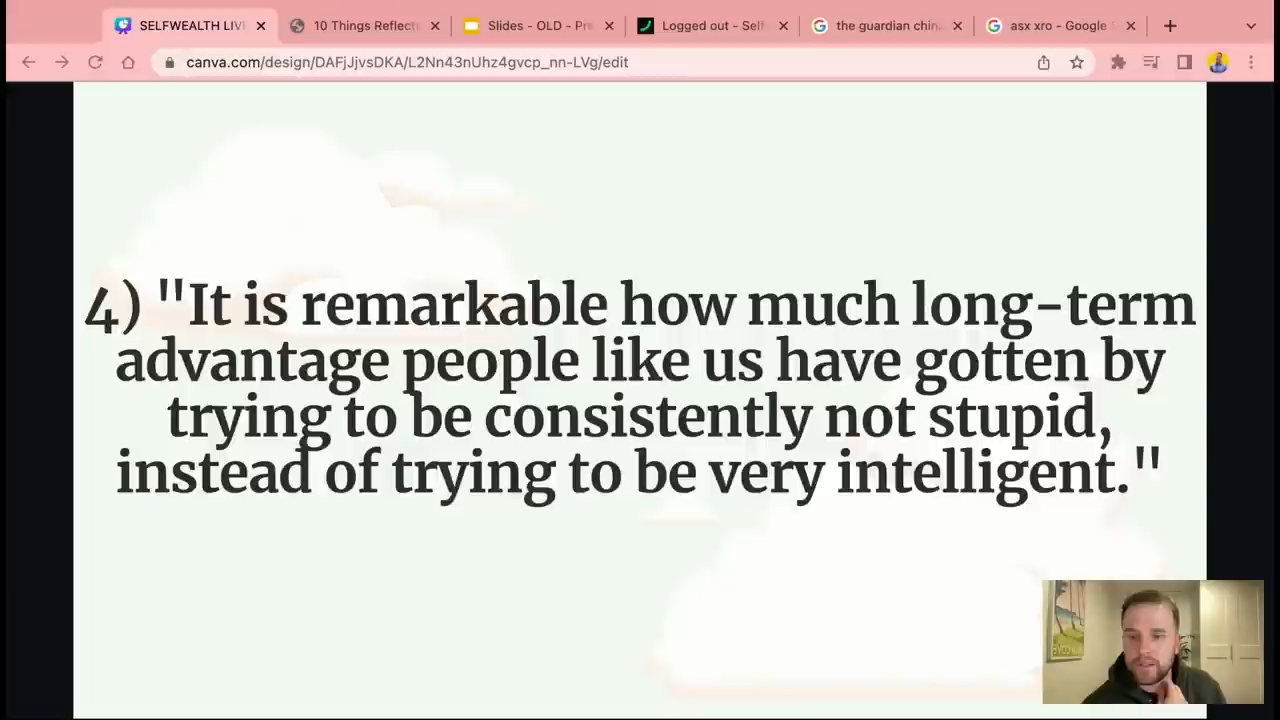 SELFWEALTH LIVI
10 Things Reflect
Slides - OLD - Pre
Logged out - Self
the guardian chin
asx xro - Google S
canva.com/design/DAFjJjvsDKA/L2Nn43nUhz4gvcp_nn-LVg/edit
4) "It is remarkable how much long-term
advantage people like us have gotten by
trying to be consistently not stupid,
instead of trying to be very intelligent."